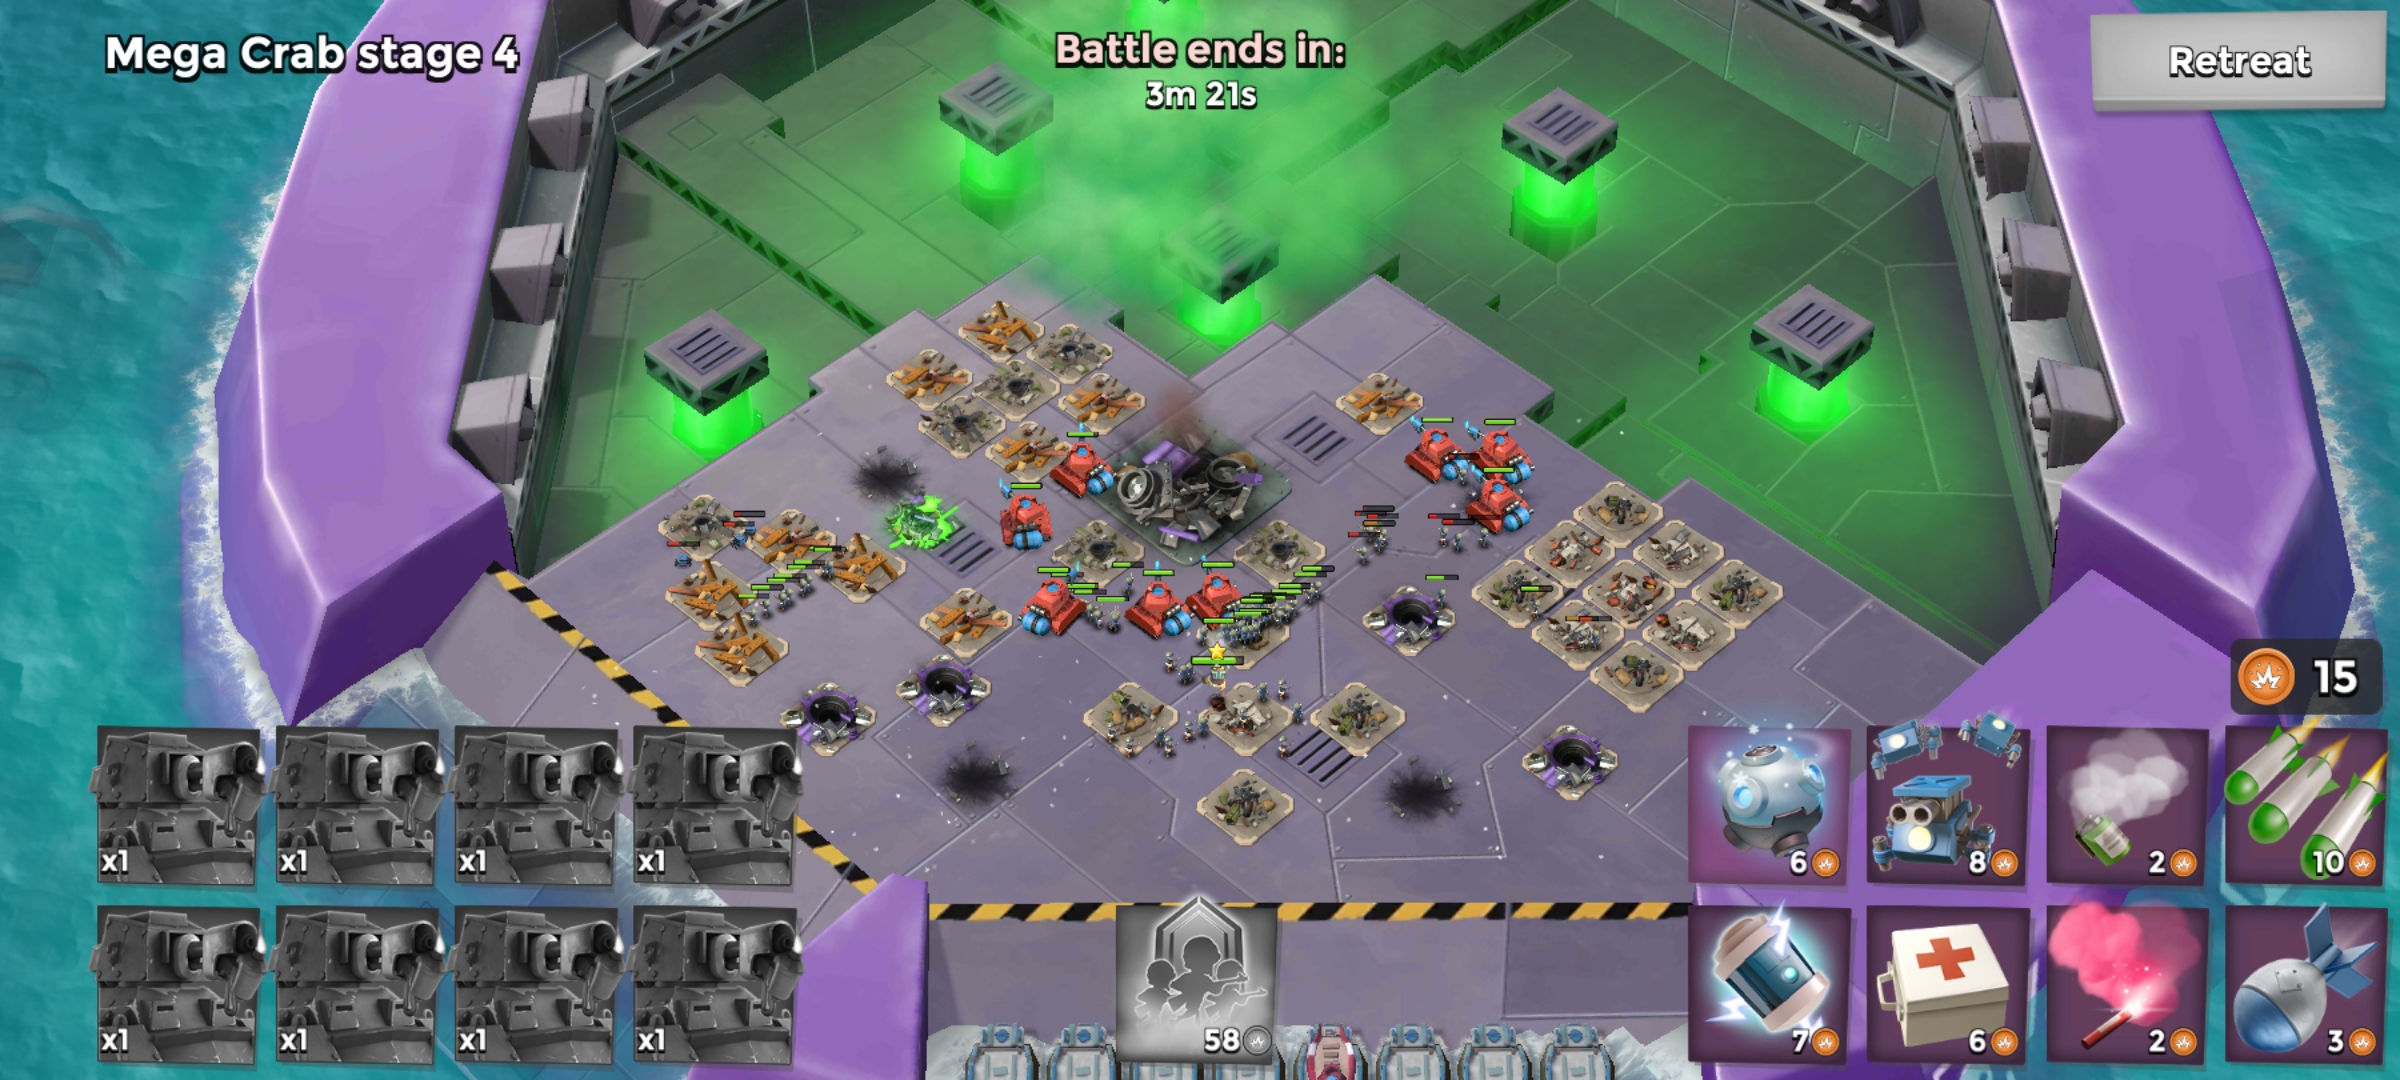 Mega Crab stage 4
Battle ends in:
3m 21s
Retreat
15
x1 x1 x1 x1
6 8 2 10
x1 x1 x1 x1
58
7 6 2 3